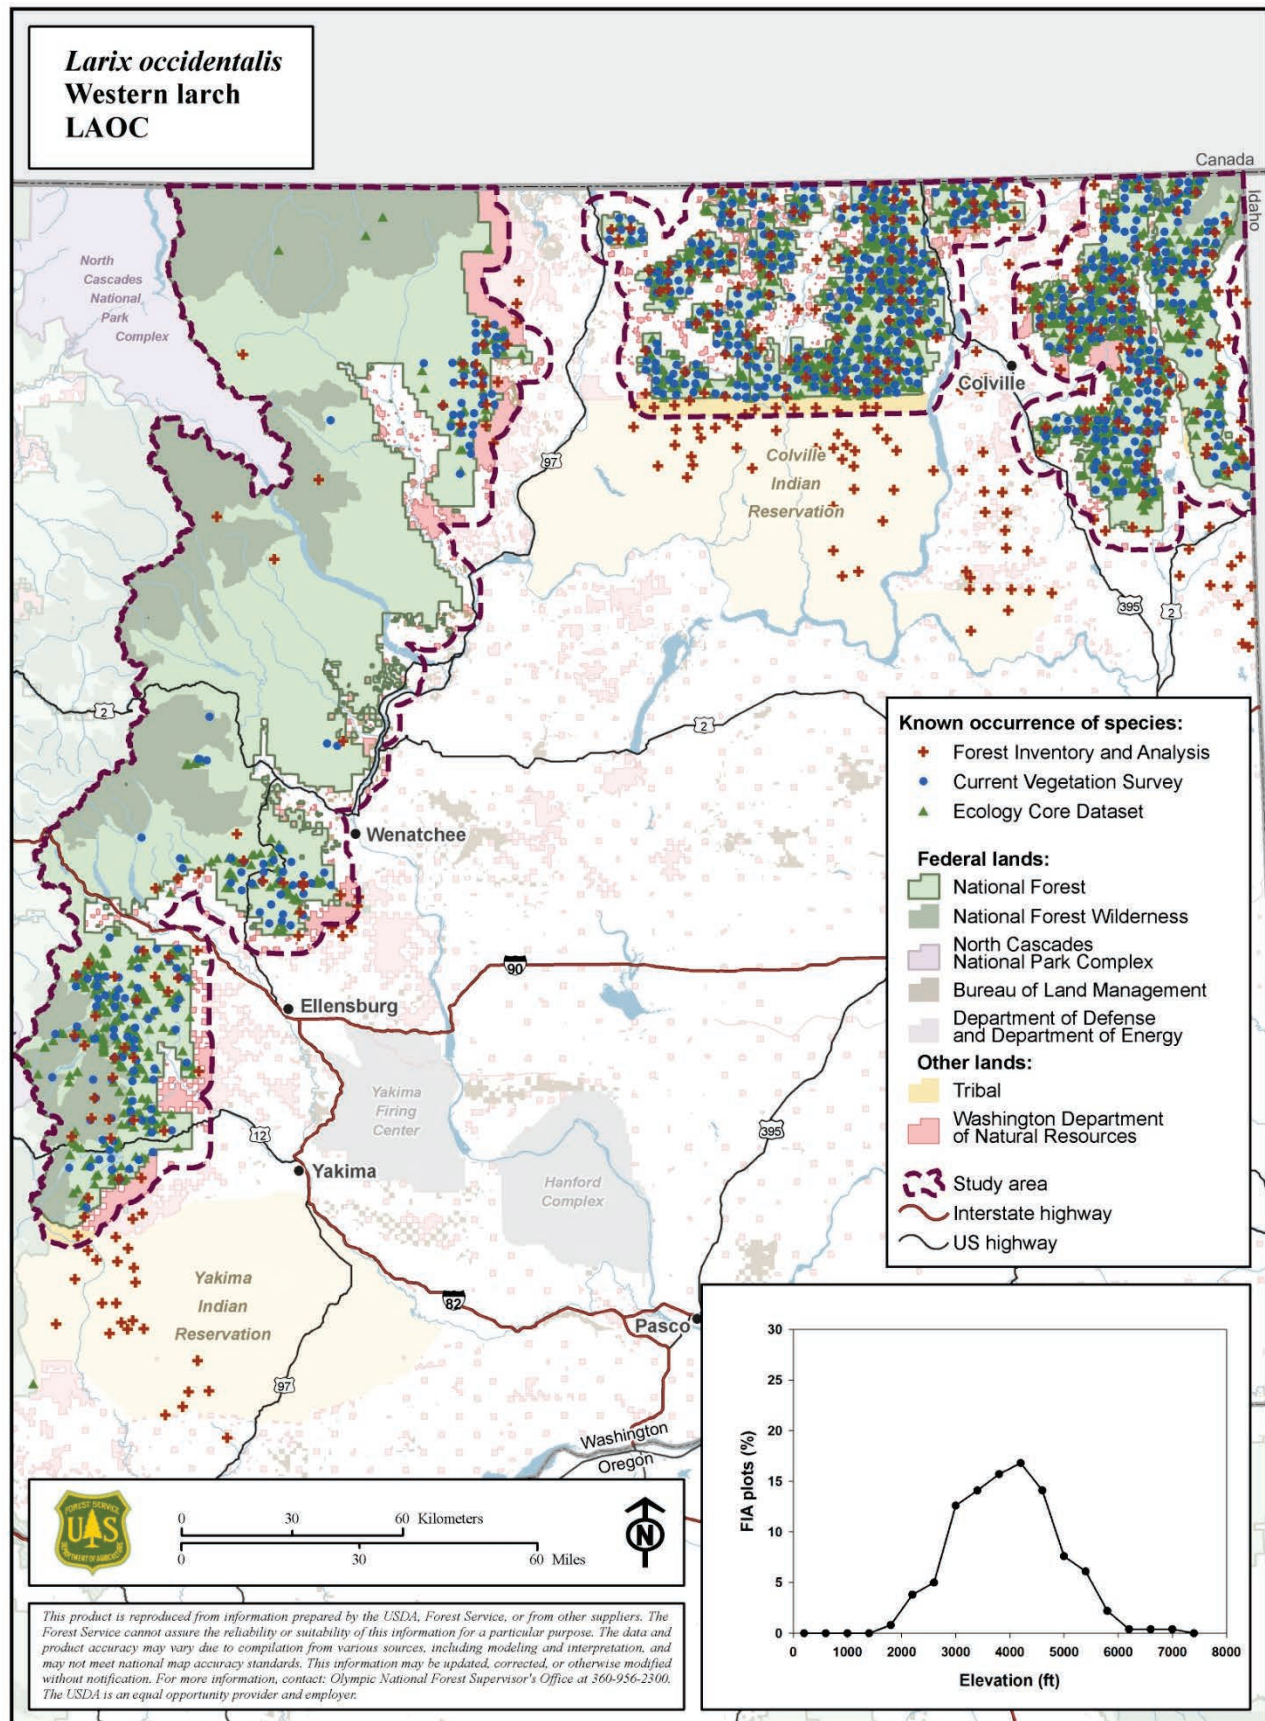 Larix occidentalis
Western larch
LAOC
Canada
Idaho
North
Cascades
National
Park
Complex
97
Colville
Colville
Indian
Reservation
395
2
2
2
Wenatchee
90
Ellensburg
Yakima
Firing
Center
12
Yakima
395
Hanford
Complex
Yakima
Indian
Reservation
82
Pasco
97
Washington
Oregon
Known occurrence of species:
Forest Inventory and Analysis
Current Vegetation Survey
Ecology Core Dataset
Federal lands:
National Forest
National Forest Wilderness
North Cascades
National Park Complex
Bureau of Land Management
Department of Defense
and Department of Energy
Other lands:
Tribal
Washington Department
of Natural Resources
Study area
Interstate highway
US highway
FOREST SERVICE
U S
DEPARTMENT OF AGRICULTURE
0 30 60 Kilometers
0 30 60 Miles
N
This product is reproduced from information prepared by the USDA, Forest Service, or from other suppliers. The
Forest Service cannot assure the reliability or suitability of this information for a particular purpose. The data and
product accuracy may vary due to compilation from various sources, including modeling and interpretation, and
may not meet national map accuracy standards. This information may be updated, corrected, or otherwise modified
without notification. For more information, contact: Olympic National Forest Supervisor's Office at 360-956-2300.
The USDA is an equal opportunity provider and employer.
FIA plots (%)
30
25
20
15
10
5
0
0 1000 2000 3000 4000 5000 6000 7000 8000
Elevation (ft)